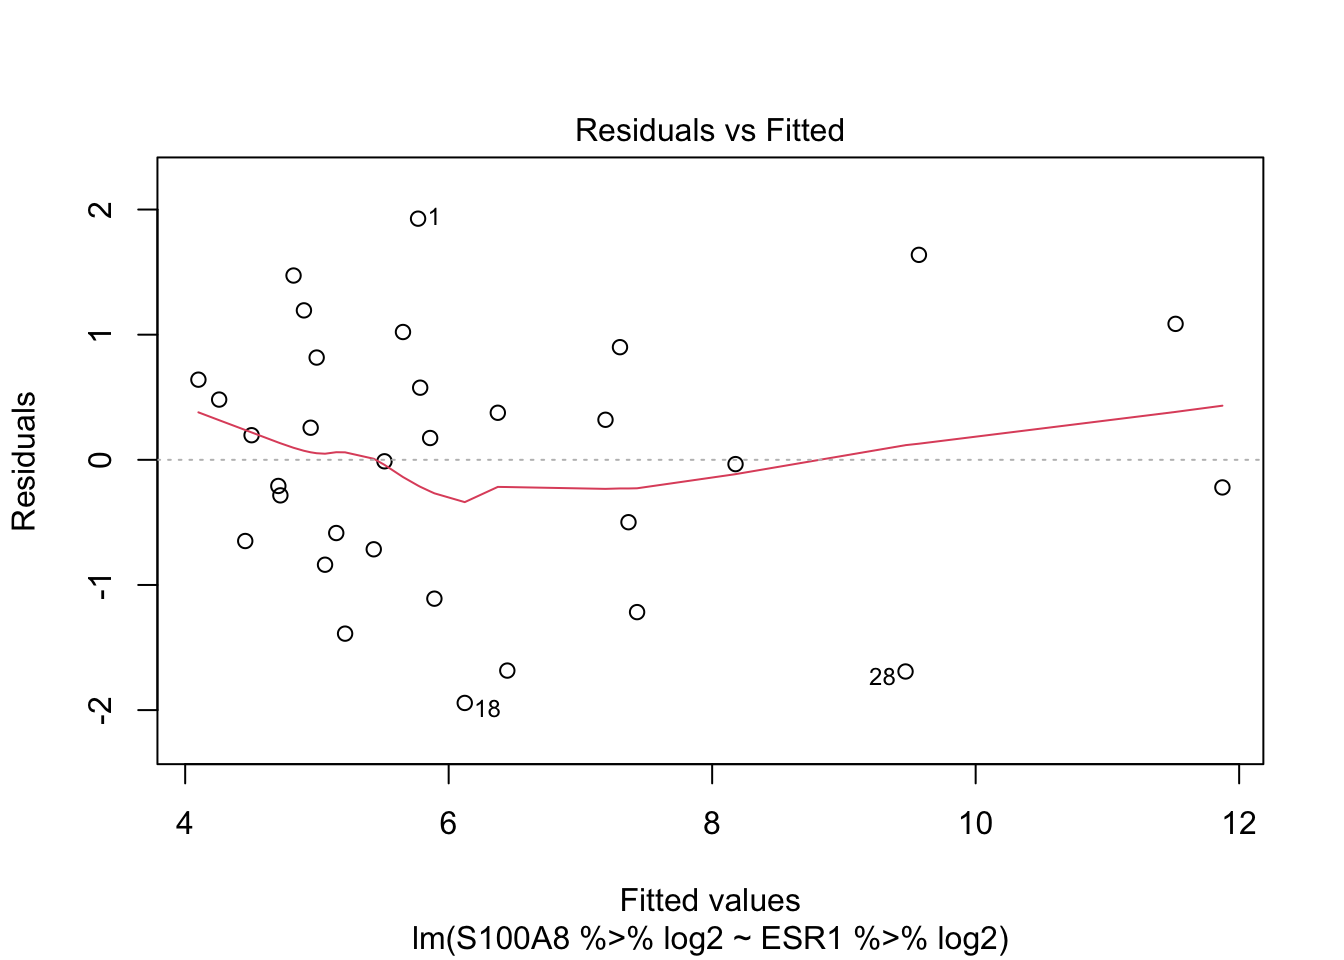 Residuals vs Fitted
Residuals
2
1
0
-1
-2
1
18
28
4 6 8 10 12
Fitted values
lm(S100A8 %>% log2 ~ ESR1 %>% log2)